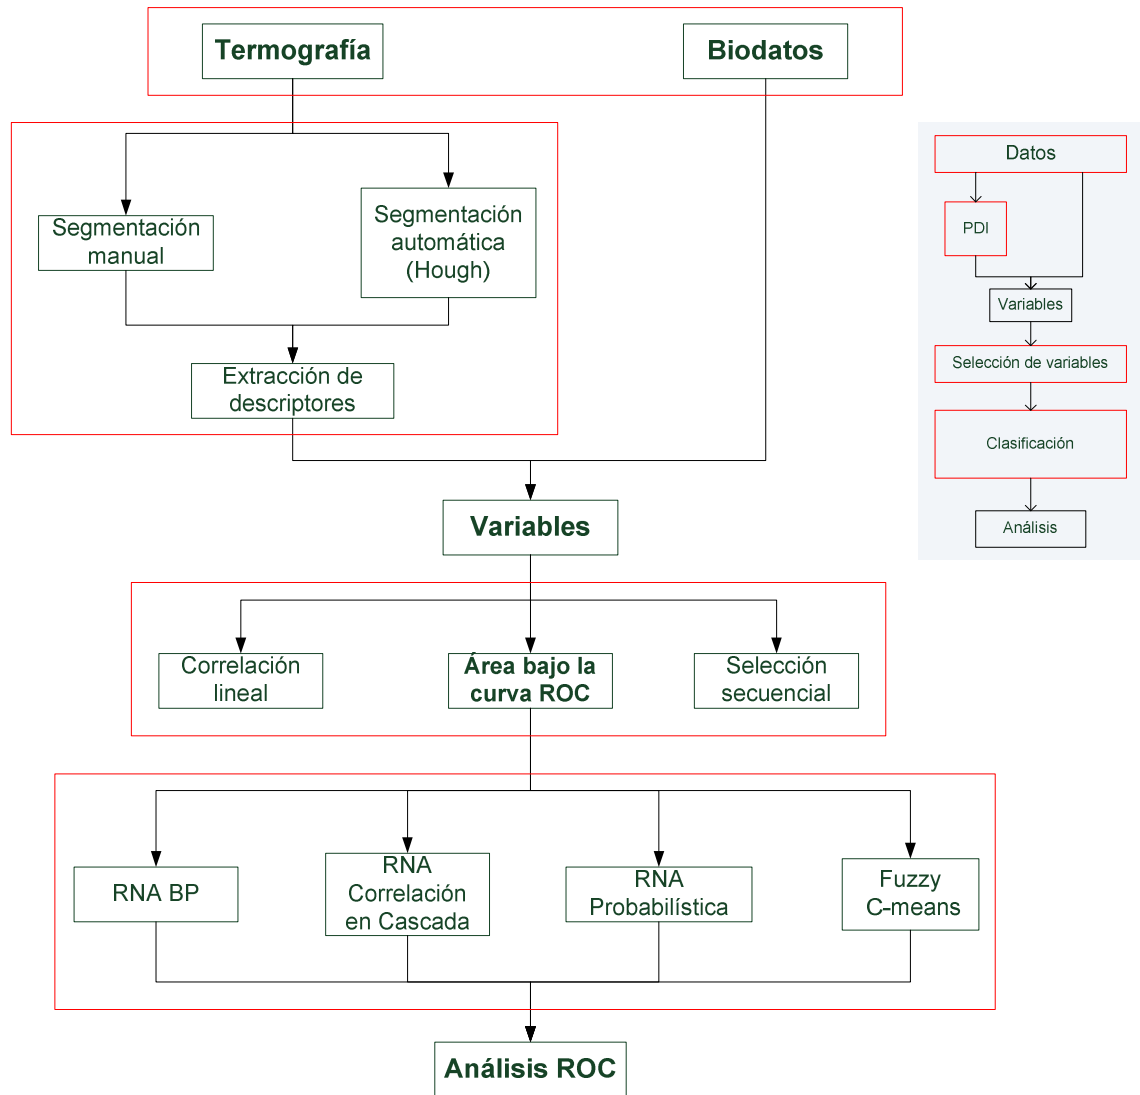 Termografía
Biodatos
Segmentación
manual
Segmentación
automática
(Hough)
Extracción de
descriptores
Variables
Correlación
lineal
Área bajo la
curva ROC
Selección
secuencial
RNA BP
RNA
Correlación
en Cascada
RNA
Probabilística
Fuzzy
C-means
Análisis ROC
Datos
PDI
Variables
Selección de variables
Clasificación
Análisis